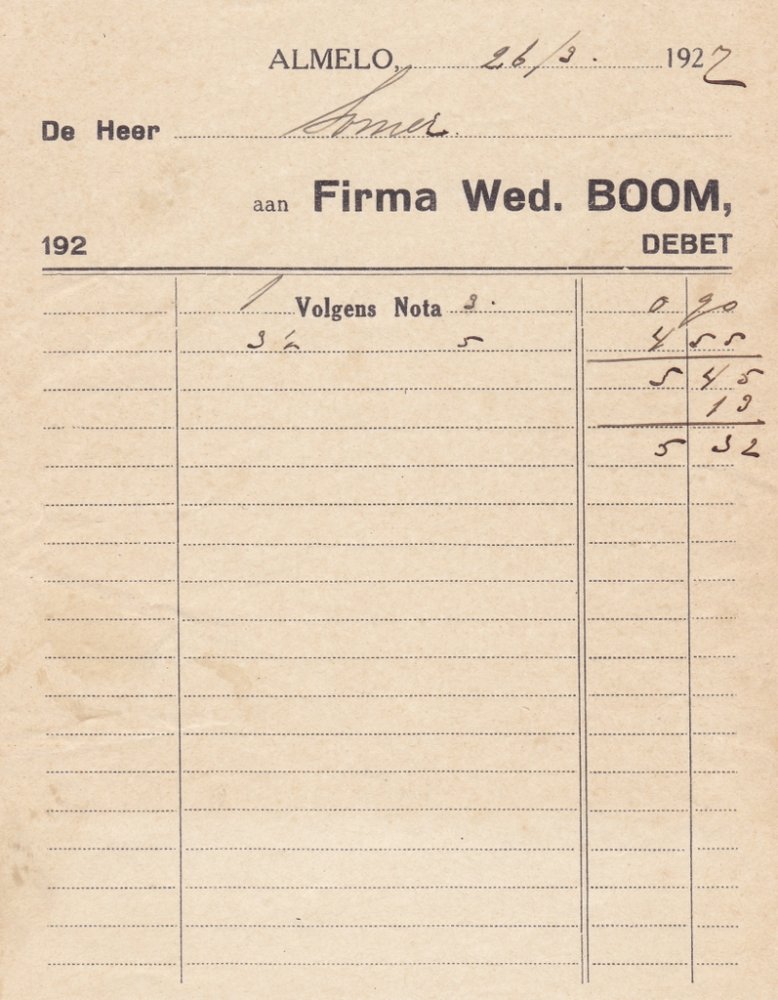 ALMELO, 26/3. 1927
De Heer Somer.
aan Firma Wed. BOOM,
192 DEBET
1 Volgens Nota 3. 0 90
3½ 5 4 55
5 45
13
5 32